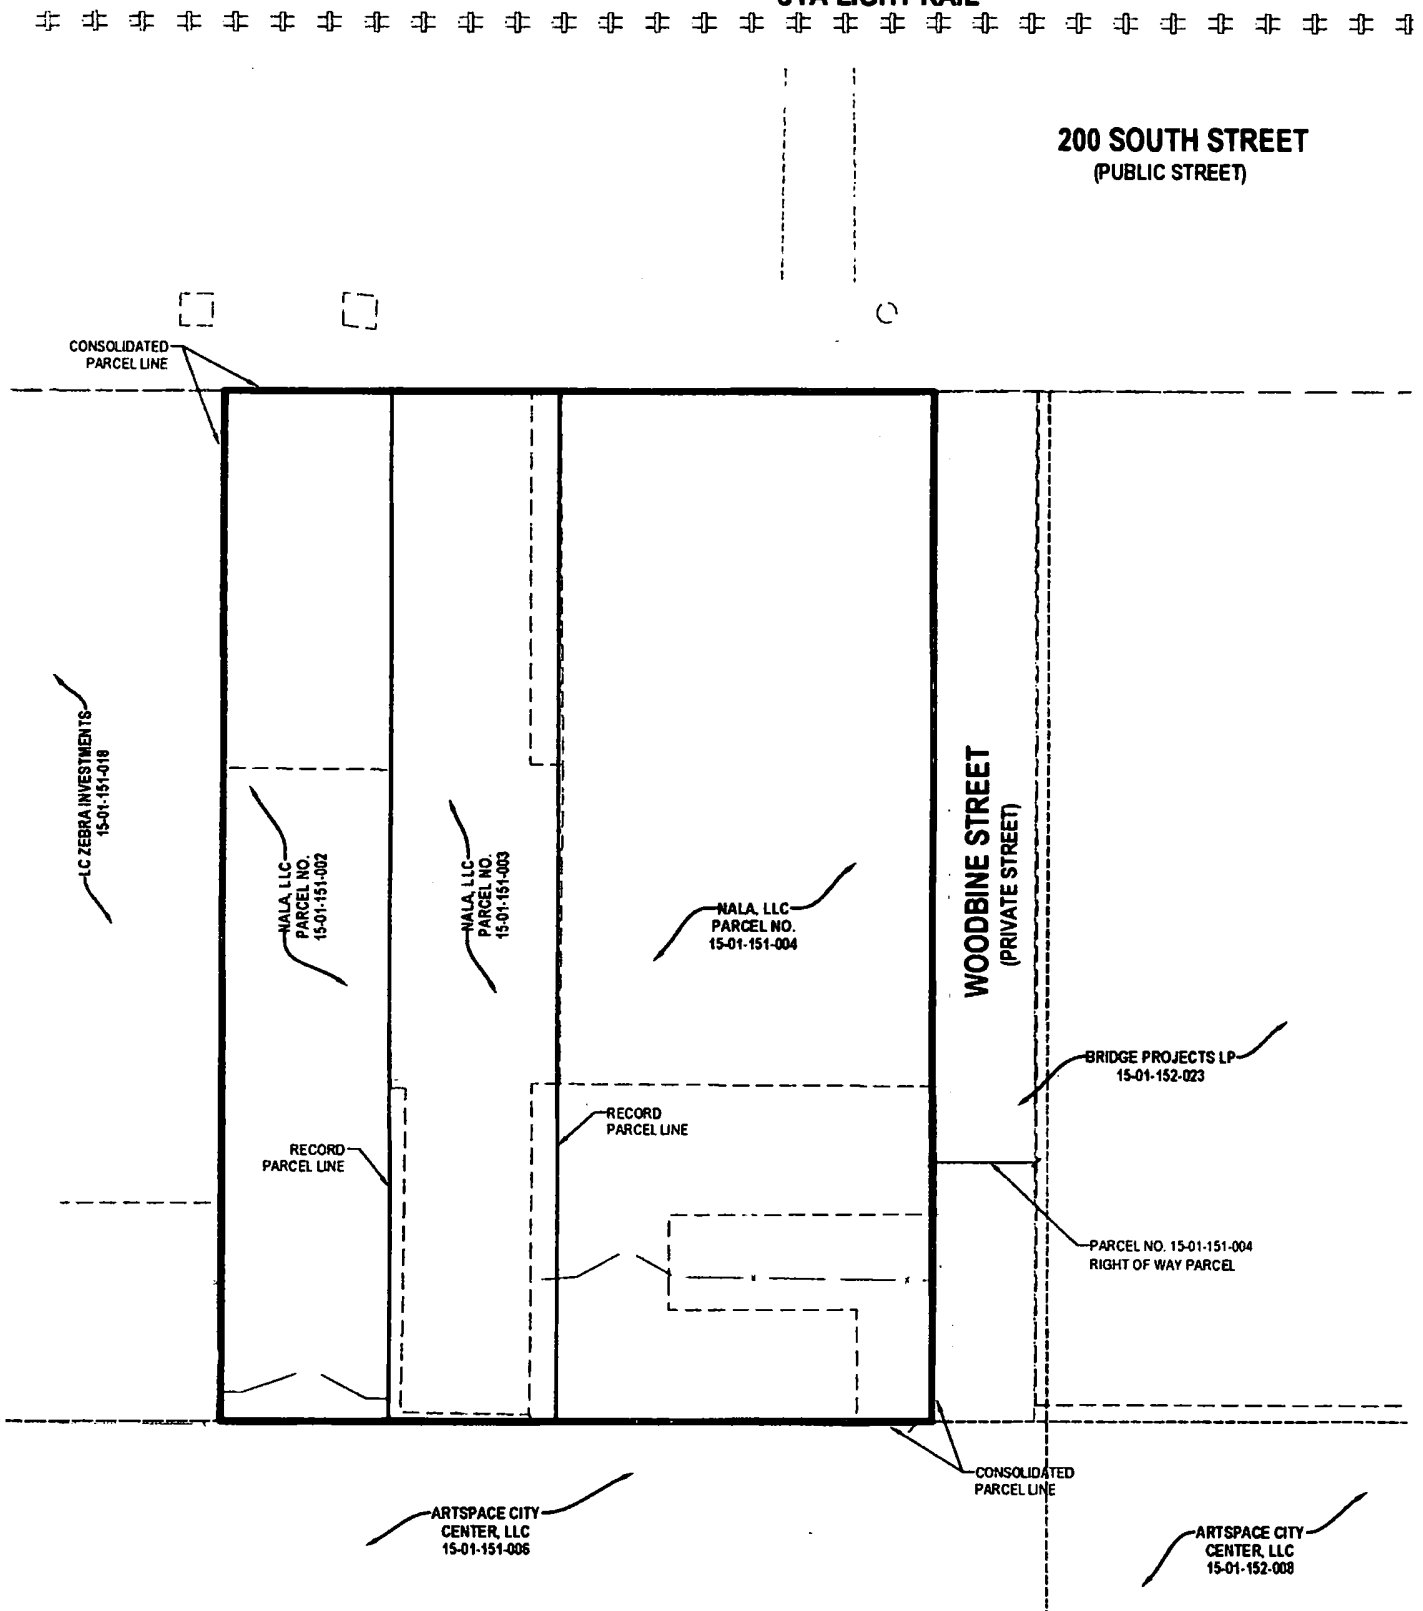 200 SOUTH STREET
(PUBLIC STREET)
CONSOLIDATED
PARCEL LINE
LC ZEBRA INVESTMENTS
15-01-151-018
NALA, LLC
PARCEL NO.
15-01-151-002
NALA, LLC
PARCEL NO.
15-01-151-003
NALA, LLC
PARCEL NO.
15-01-151-004
WOODBINE STREET
(PRIVATE STREET)
BRIDGE PROJECTS LP
15-01-152-023
RECORD
PARCEL LINE
RECORD
PARCEL LINE
PARCEL NO. 15-01-151-004
RIGHT OF WAY PARCEL
CONSOLIDATED
PARCEL LINE
ARTSPACE CITY
CENTER, LLC
15-01-151-006
ARTSPACE CITY
CENTER, LLC
15-01-152-008